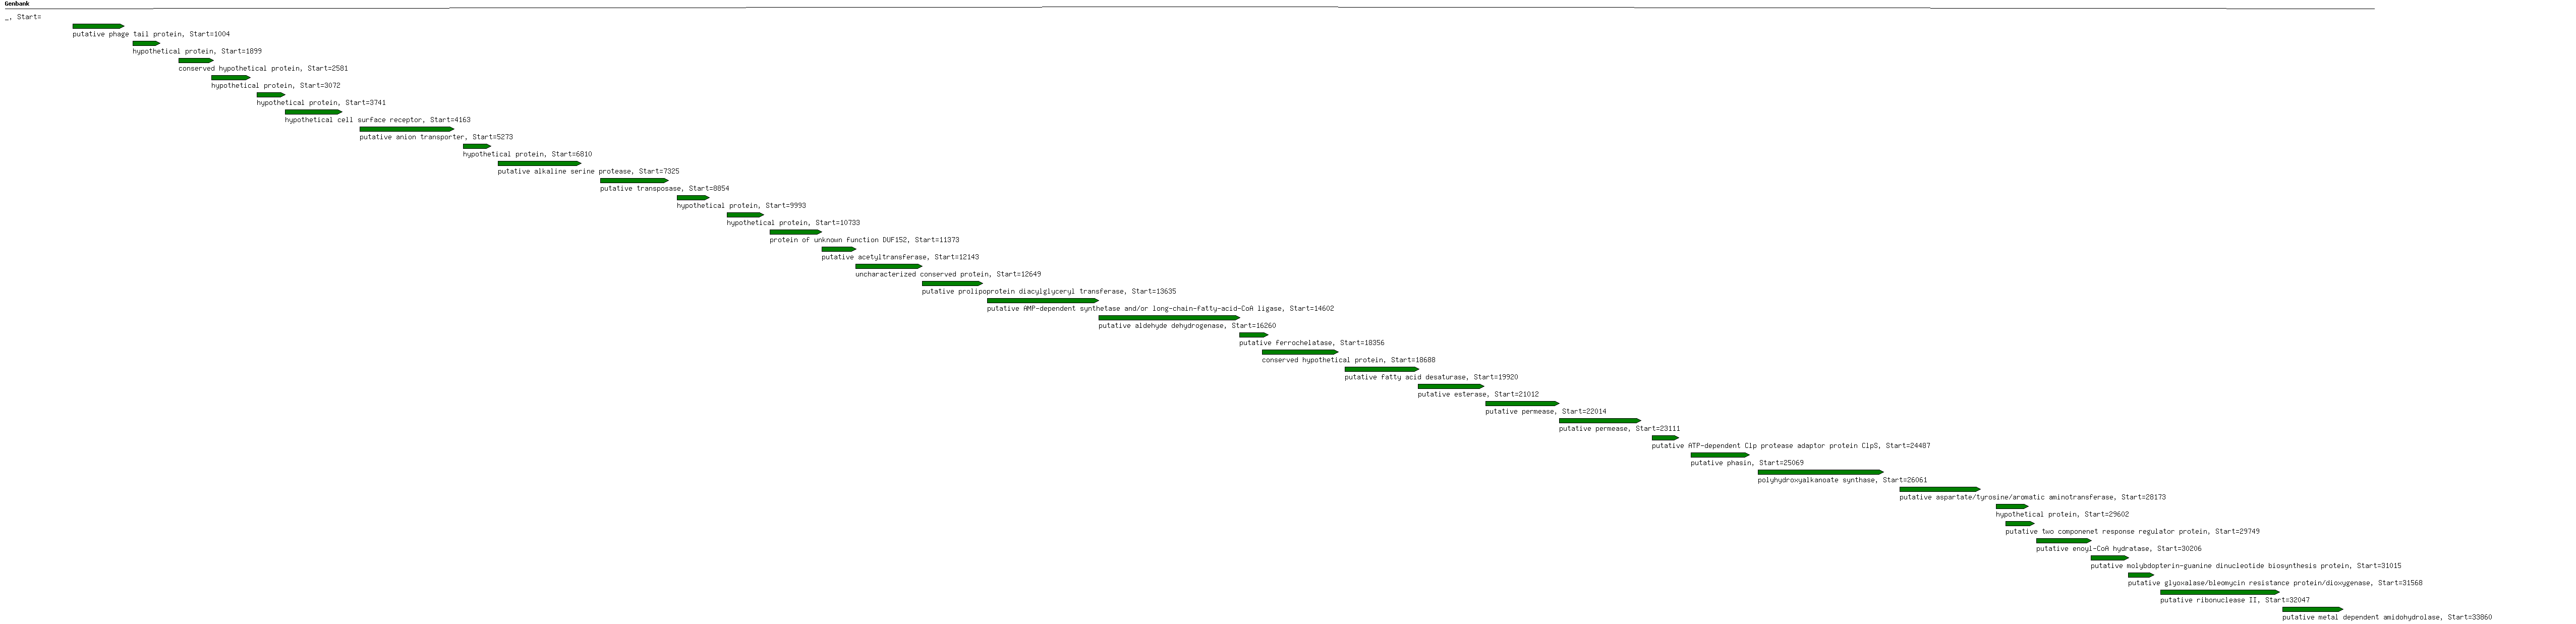 Genbank
_, Start=
putative phage tail protein, Start=1004
hypothetical protein, Start=1899
conserved hypothetical protein, Start=2581
hypothetical protein, Start=3072
hypothetical protein, Start=3741
hypothetical cell surface receptor, Start=4163
putative anion transporter, Start=5273
hypothetical protein, Start=6810
putative alkaline serine protease, Start=7325
putative transposase, Start=8854
hypothetical protein, Start=9993
hypothetical protein, Start=10733
protein of unknown function DUF152, Start=11373
putative acetyltransferase, Start=12143
uncharacterized conserved protein, Start=12649
putative prolipoprotein diacylglyceryl transferase, Start=13635
putative AMP-dependent synthetase and/or long-chain-fatty-acid-CoA ligase, Start=14602
putative aldehyde dehydrogenase, Start=16260
putative ferrochelatase, Start=18356
conserved hypothetical protein, Start=18688
putative fatty acid desaturase, Start=19920
putative esterase, Start=21012
putative permease, Start=22014
putative permease, Start=23111
putative ATP-dependent Clp protease adaptor protein ClpS, Start=24487
putative phasin, Start=25069
polyhydroxyalkanoate synthase, Start=26061
putative aspartate/tyrosine/aromatic aminotransferase, Start=28173
hypothetical protein, Start=29602
putative two componenet response regulator protein, Start=29749
putative enoyl-CoA hydratase, Start=30206
putative molybdopterin-guanine dinucleotide biosynthesis protein, Start=31015
putative glyoxalase/bleomycin resistance protein/dioxygenase, Start=31568
putative ribonuclease II, Start=32047
putative metal dependent amidohydrolase, Start=33860